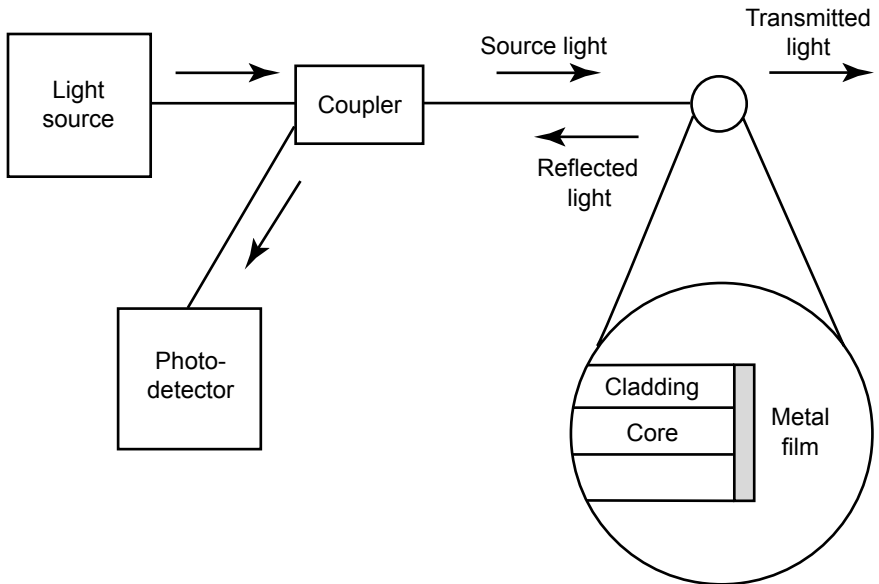 Light
source
Coupler
Source light
Transmitted
light
Reflected
light
Photo-
detector
Cladding
Core
Metal
film